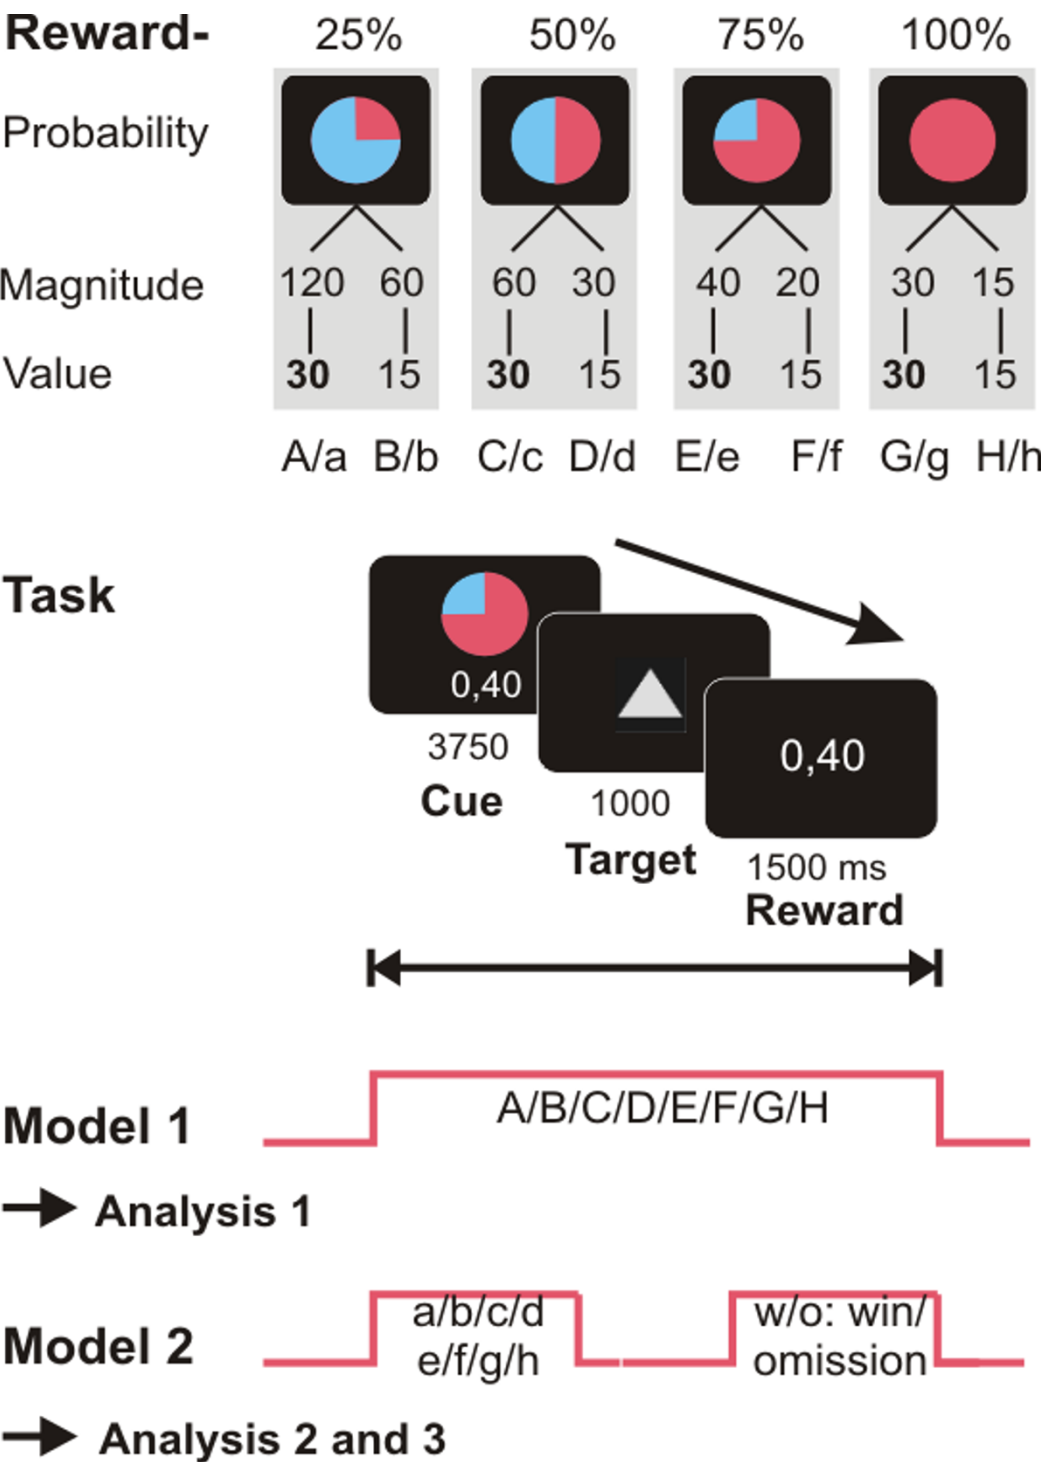 Reward- 25% 50% 75% 100%
Probability
Magnitude 120 60 60 30 40 20 30 15
Value 30 15 30 15 30 15 30 15
A/a B/b C/c D/d E/e F/f G/g H/h
Task
0,40
3750
Cue
1000
Target
0,40
1500 ms
Reward
Model 1
A/B/C/D/E/F/G/H
Analysis 1
Model 2
a/b/c/d
e/f/g/h
w/o: win/
omission
Analysis 2 and 3